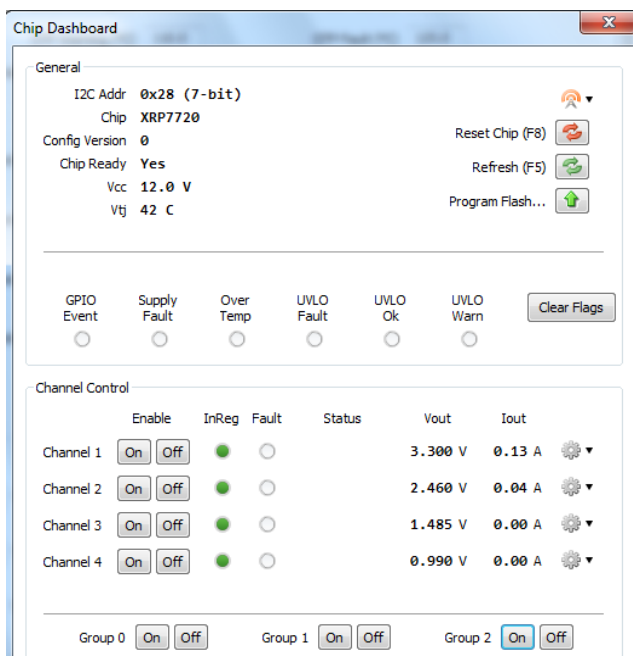 Chip Dashboard
General
I2C Addr 0x28 (7-bit)
Chip XRP7720
Reset Chip (F8)
Config Version 0
Chip Ready Yes
Refresh (F5)
Vcc 12.0 V
Program Flash...
Vtj 42 C
GPIO Event Supply Fault Over Temp UVLO Fault UVLO Ok UVLO Warn Clear Flags
Channel Control
Enable InReg Fault Status Vout Iout
Channel 1 On Off 3.300 V 0.13 A
Channel 2 On Off 2.460 V 0.04 A
Channel 3 On Off 1.485 V 0.00 A
Channel 4 On Off 0.990 V 0.00 A
Group 0 On Off Group 1 On Off Group 2 On Off